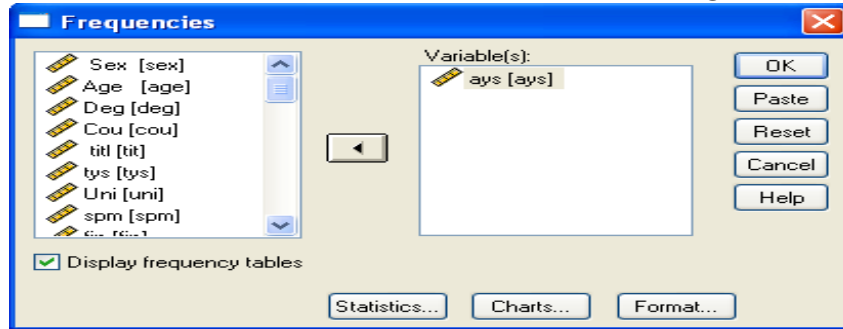 Frequencies
Sex [sex]
Age [age]
Deg [deg]
Cou [cou]
titl [tit]
tys [tys]
Uni [uni]
spm [spm]
Variable(s):
ays [ays]
OK
Paste
Reset
Cancel
Help
Display frequency tables
Statistics...
Charts...
Format...